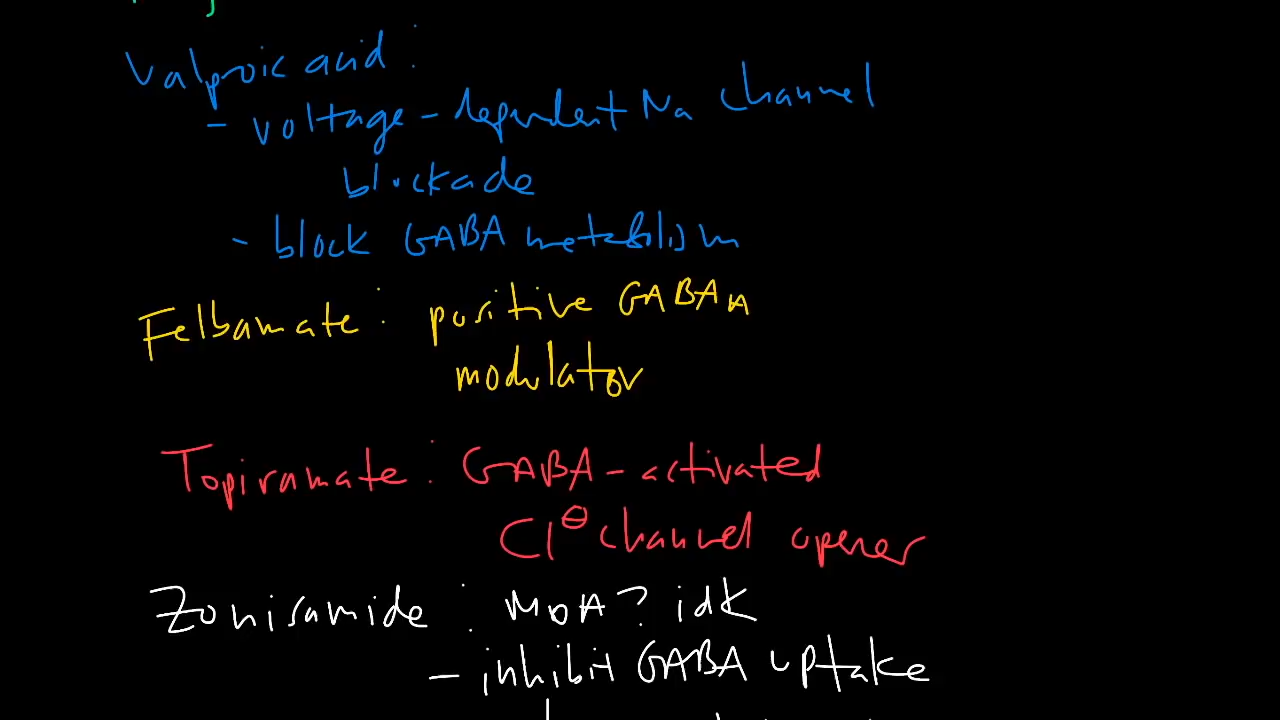 Valproic acid :
- voltage-dependent Na channel
blockade
- block GABA metabolism
Felbamate : positive GABAA
modulator
Topiramate : GABA-activated
Cl⊖ channel opener
Zonisamide : MOA? idk
- inhibit GABA uptake